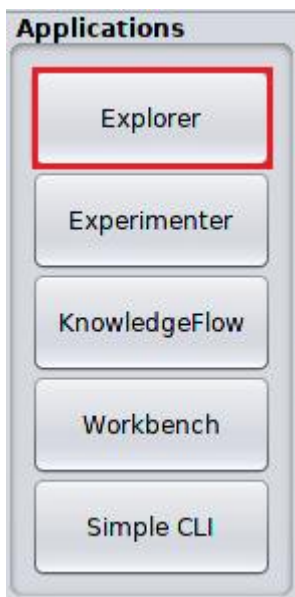 Applications
Explorer
Experimenter
KnowledgeFlow
Workbench
Simple CLI